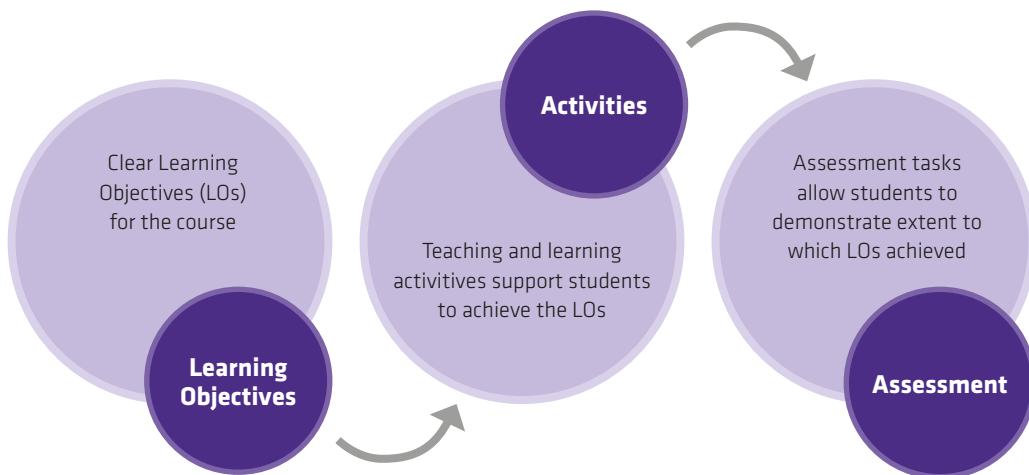 Clear Learning
Objectives (LOs)
for the course
Learning
Objectives
Activities
Teaching and learning
activitives support students
to achieve the LOs
Assessment tasks
allow students to
demonstrate extent to
which LOs achieved
Assessment